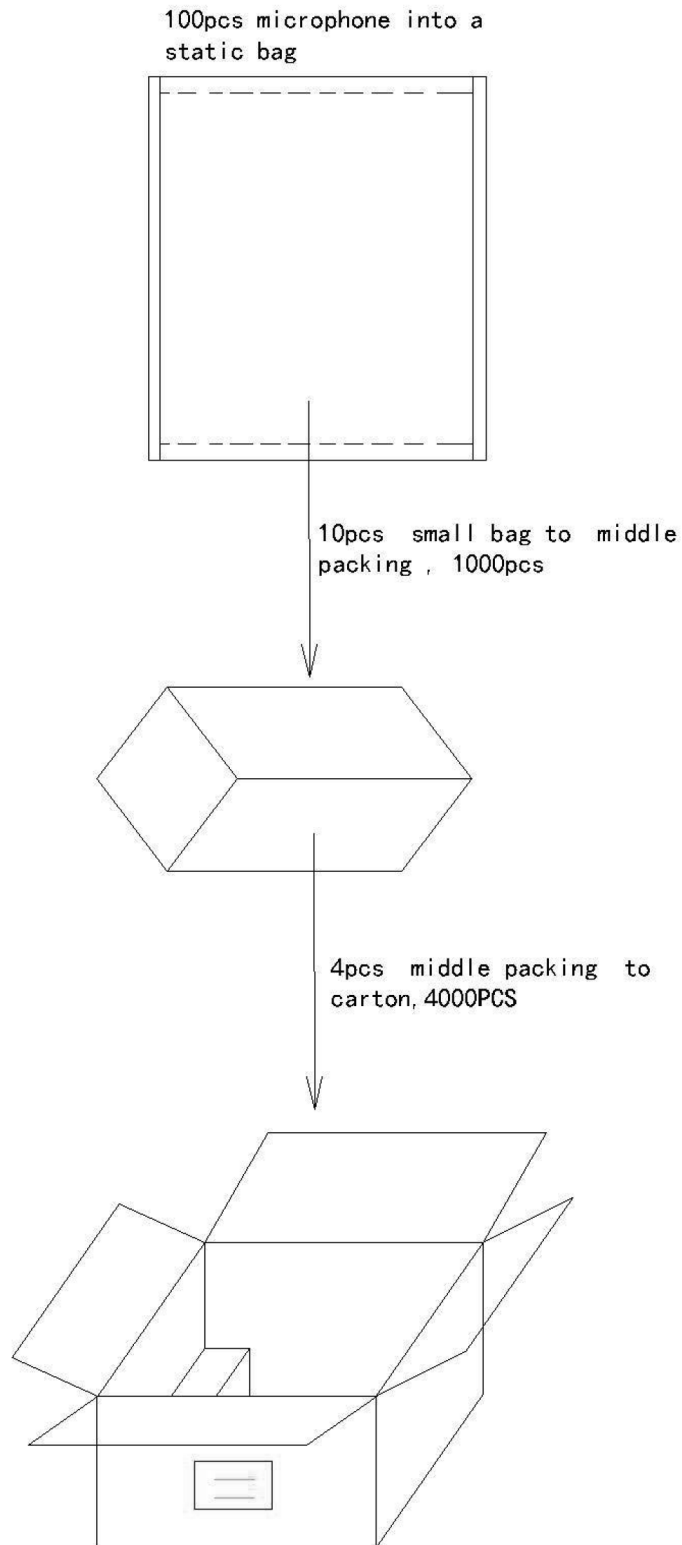 100pcs microphone into a
static bag
10pcs small bag to middle
packing , 1000pcs
4pcs middle packing to
carton,4000PCS